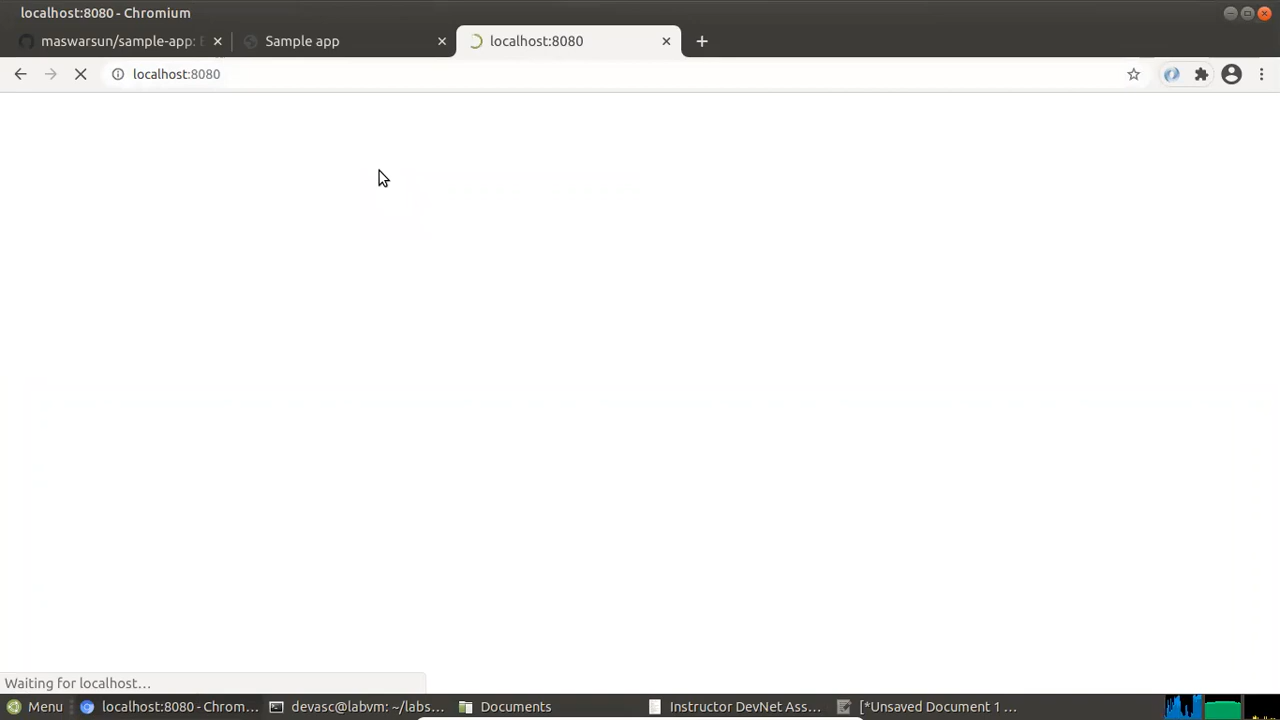 localhost:8080 - Chromium
maswarsun/sample-app:
Sample app
localhost:8080
localhost:8080
Waiting for localhost...
Menu
localhost:8080 - Chrom...
devasc@labvm: ~/labs...
Documents
Instructor DevNet Ass...
[*Unsaved Document 1 ...